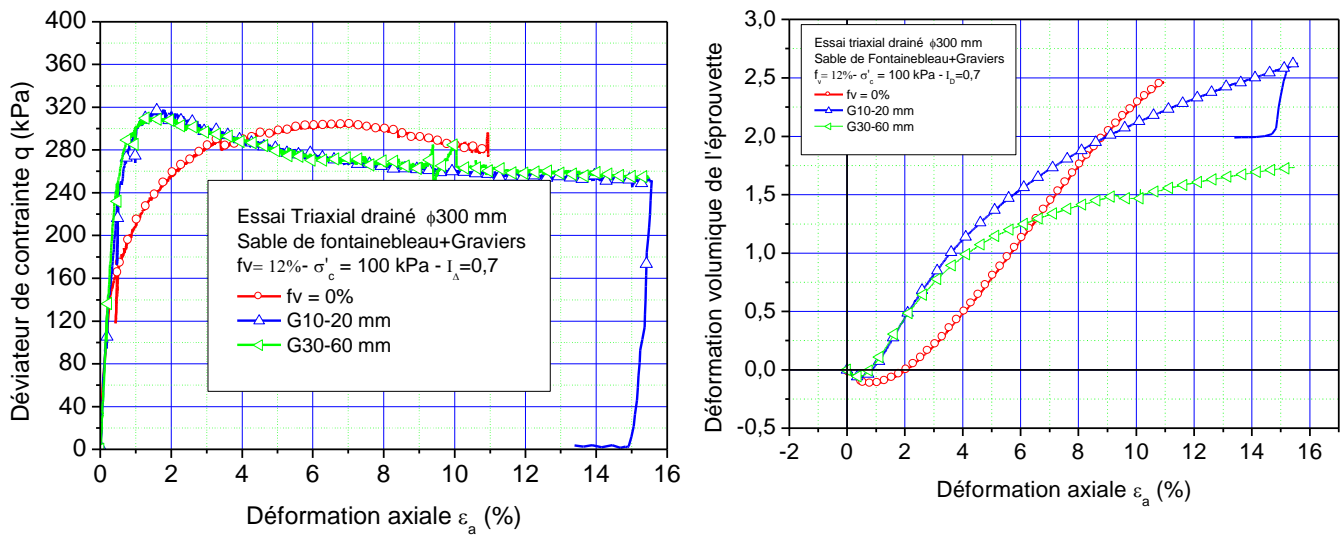 400
360
320
280
240
200
160
120
80
40
0
0 2 4 6 8 10 12 14 16
Déviateur de contrainte q (kPa)
Déformation axiale εa (%)
Essai Triaxial drainé ϕ300 mm
Sable de fontainebleau+Graviers
fv= 12%- σ'c = 100 kPa - IΔ=0,7
fv = 0%
G10-20 mm
G30-60 mm
3,0
2,5
2,0
1,5
1,0
0,5
0,0
-0,5
-2 0 2 4 6 8 10 12 14 16
Déformation volumique de l'éprouvette
Déformation axiale εa (%)
Essai triaxial drainé ϕ300 mm
Sable de Fontainebleau+Graviers
fv= 12%- σ'c = 100 kPa - ID=0,7
fv = 0%
G10-20 mm
G30-60 mm